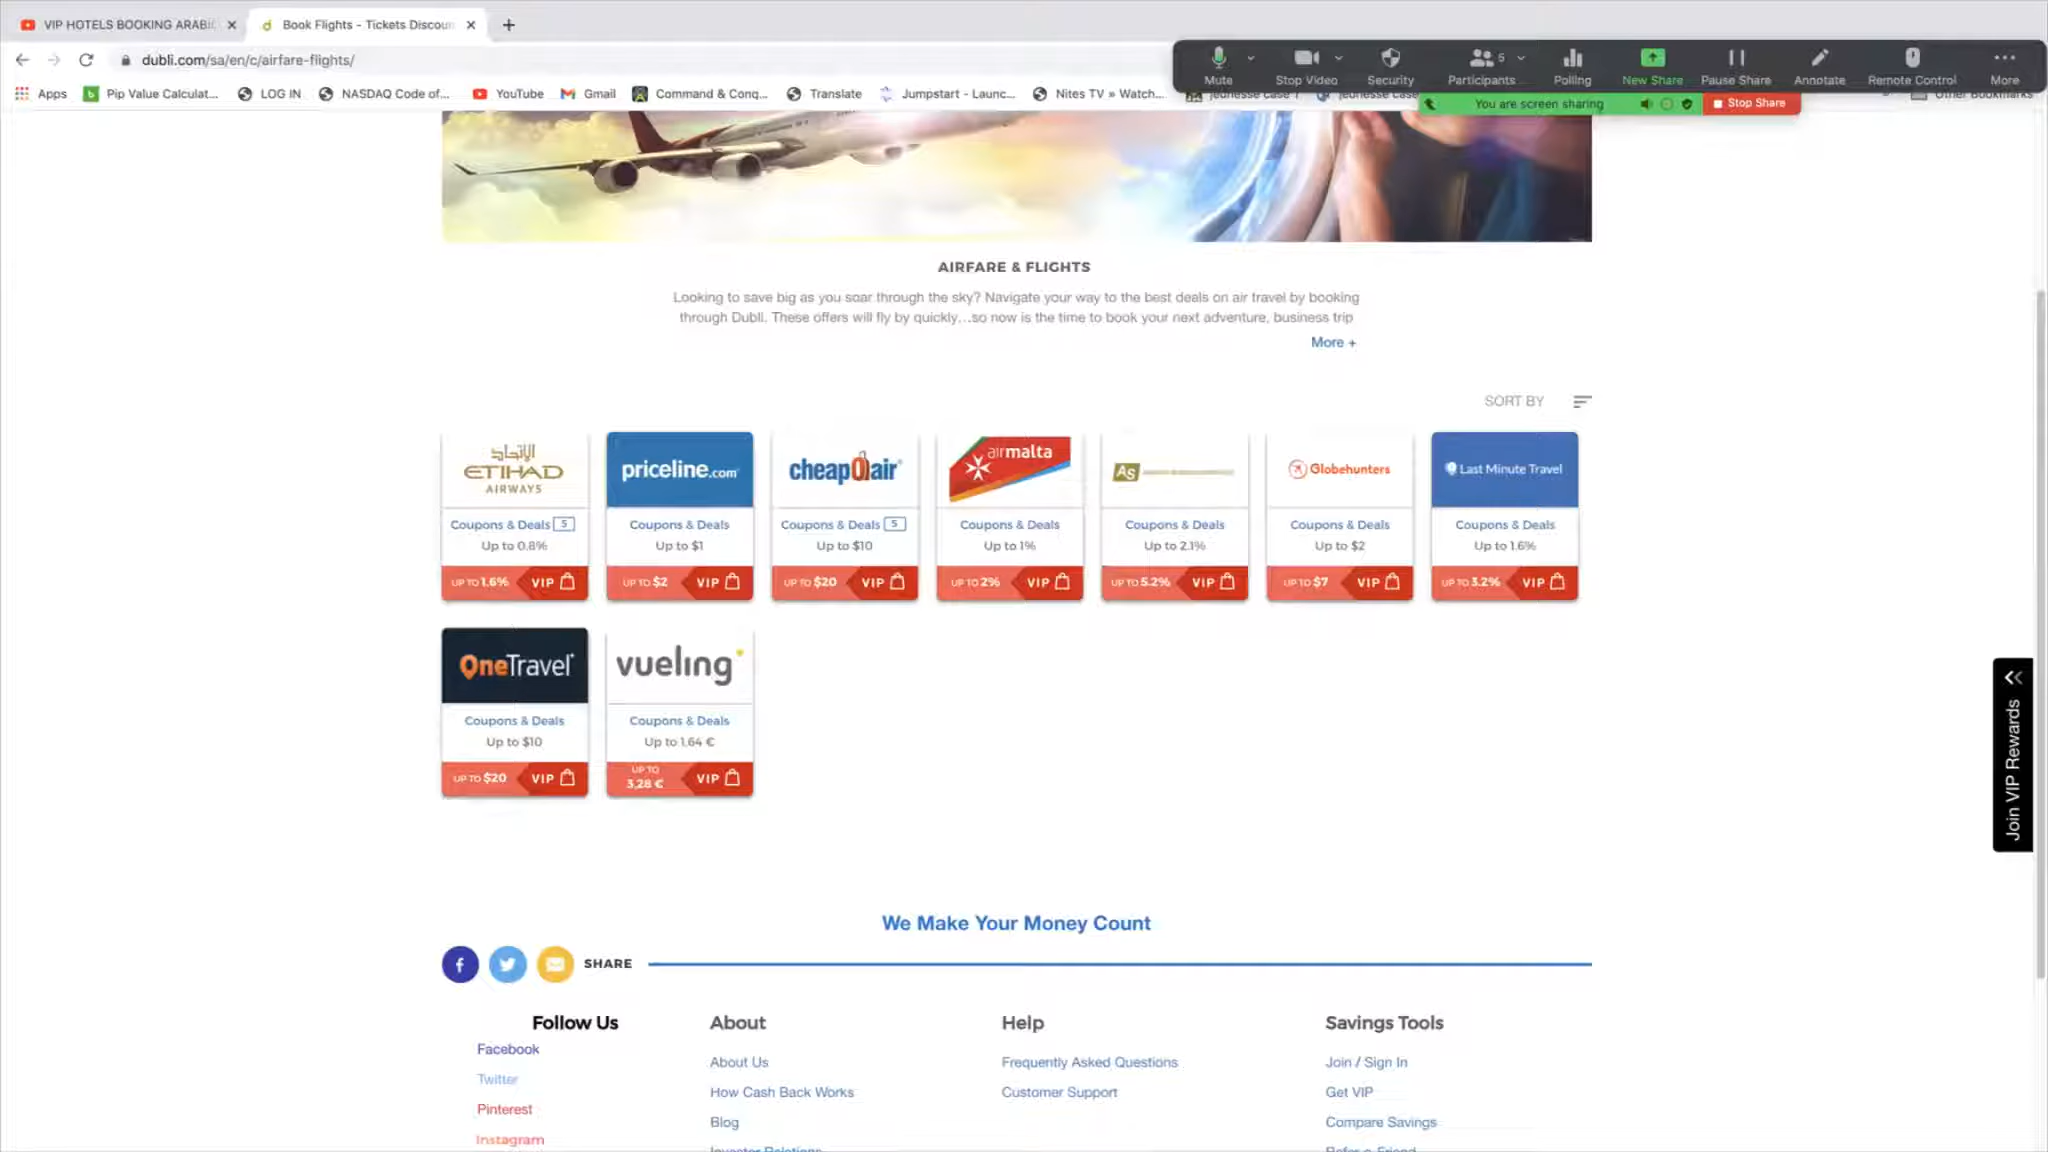 VIP HOTELS BOOKING ARABIC
Book Flights - Tickets Discoun
dubli.com/sa/en/c/airfare-flights/
Mute
Stop Video
Security
5
Participants
Polling
New Share
Pause Share
Annotate
Remote Control
More
Apps
Pip Value Calculat...
LOG IN
NASDAQ Code of...
YouTube
Gmail
Command & Conq...
Translate
Jumpstart - Launc...
Nites TV » Watch...
jeunesse case 1
jeunesse case
Other Bookmarks
You are screen sharing
Stop Share
AIRFARE & FLIGHTS
Looking to save big as you soar through the sky? Navigate your way to the best deals on air travel by booking
through Dubli. These offers will fly by quickly...so now is the time to book your next adventure, business trip
More +
SORT BY
الإتحاد
ETIHAD
AIRWAYS
Coupons & Deals 5
Up to 0.8%
UP TO 1.6% VIP
priceline.com
Coupons & Deals
Up to $1
UP TO $2 VIP
cheapOair
Coupons & Deals 5
Up to $10
UP TO $20 VIP
airmalta
Coupons & Deals
Up to 1%
UP TO 2% VIP
AS
Coupons & Deals
Up to 2.1%
UP TO 5.2% VIP
Globehunters
Coupons & Deals
Up to $2
UP TO $7 VIP
Last Minute Travel
Coupons & Deals
Up to 1.6%
UP TO 3.2% VIP
OneTravel
Coupons & Deals
Up to $10
UP TO $20 VIP
vueling
Coupons & Deals
Up to 1.64 €
UP TO
3,28 € VIP
Join VIP Rewards
We Make Your Money Count
SHARE
Follow Us
Facebook
Twitter
Pinterest
Instagram
About
About Us
How Cash Back Works
Blog
Investor Relations
Help
Frequently Asked Questions
Customer Support
Savings Tools
Join / Sign In
Get VIP
Compare Savings
Refer-a-Friend